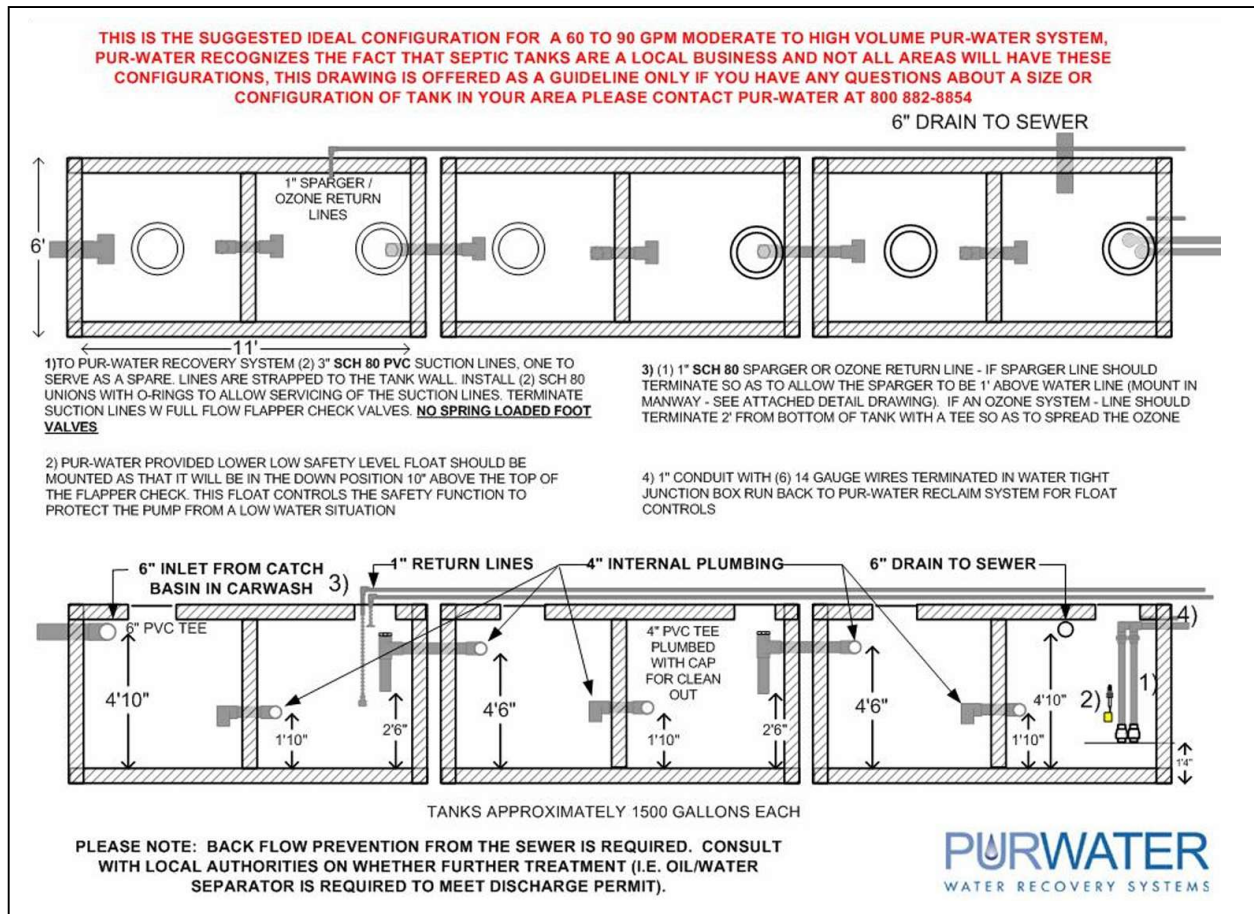 THIS IS THE SUGGESTED IDEAL CONFIGURATION FOR A 60 TO 90 GPM MODERATE TO HIGH VOLUME PUR-WATER SYSTEM,
PUR-WATER RECOGNIZES THE FACT THAT SEPTIC TANKS ARE A LOCAL BUSINESS AND NOT ALL AREAS WILL HAVE THESE
CONFIGURATIONS, THIS DRAWING IS OFFERED AS A GUIDELINE ONLY IF YOU HAVE ANY QUESTIONS ABOUT A SIZE OR
CONFIGURATION OF TANK IN YOUR AREA PLEASE CONTACT PUR-WATER AT 800 882-8854
6" DRAIN TO SEWER
1" SPARGER /
OZONE RETURN
LINES
6'
11'
1)TO PUR-WATER RECOVERY SYSTEM (2) 3" SCH 80 PVC SUCTION LINES, ONE TO
SERVE AS A SPARE. LINES ARE STRAPPED TO THE TANK WALL. INSTALL (2) SCH 80
UNIONS WITH O-RINGS TO ALLOW SERVICING OF THE SUCTION LINES. TERMINATE
SUCTION LINES W FULL FLOW FLAPPER CHECK VALVES. NO SPRING LOADED FOOT
VALVES
3) (1) 1" SCH 80 SPARGER OR OZONE RETURN LINE - IF SPARGER LINE SHOULD
TERMINATE SO AS TO ALLOW THE SPARGER TO BE 1' ABOVE WATER LINE (MOUNT IN
MANWAY - SEE ATTACHED DETAIL DRAWING). IF AN OZONE SYSTEM - LINE SHOULD
TERMINATE 2' FROM BOTTOM OF TANK WITH A TEE SO AS TO SPREAD THE OZONE
2) PUR-WATER PROVIDED LOWER LOW SAFETY LEVEL FLOAT SHOULD BE
MOUNTED AS THAT IT WILL BE IN THE DOWN POSITION 10" ABOVE THE TOP OF
THE FLAPPER CHECK. THIS FLOAT CONTROLS THE SAFETY FUNCTION TO
PROTECT THE PUMP FROM A LOW WATER SITUATION
4) 1" CONDUIT WITH (6) 14 GAUGE WIRES TERMINATED IN WATER TIGHT
JUNCTION BOX RUN BACK TO PUR-WATER RECLAIM SYSTEM FOR FLOAT
CONTROLS
6" INLET FROM CATCH
BASIN IN CARWASH
3)
1" RETURN LINES
4" INTERNAL PLUMBING
6" DRAIN TO SEWER
6" PVC TEE
4" PVC TEE
PLUMBED
WITH CAP
FOR CLEAN
OUT
4)
4'10"
1'10"
2'6"
4'6"
1'10"
2'6"
4'6"
1'10"
4'10"
2)
1)
1'4"
TANKS APPROXIMATELY 1500 GALLONS EACH
PLEASE NOTE: BACK FLOW PREVENTION FROM THE SEWER IS REQUIRED. CONSULT
WITH LOCAL AUTHORITIES ON WHETHER FURTHER TREATMENT (I.E. OIL/WATER
SEPARATOR IS REQUIRED TO MEET DISCHARGE PERMIT).
PURWATER
WATER RECOVERY SYSTEMS